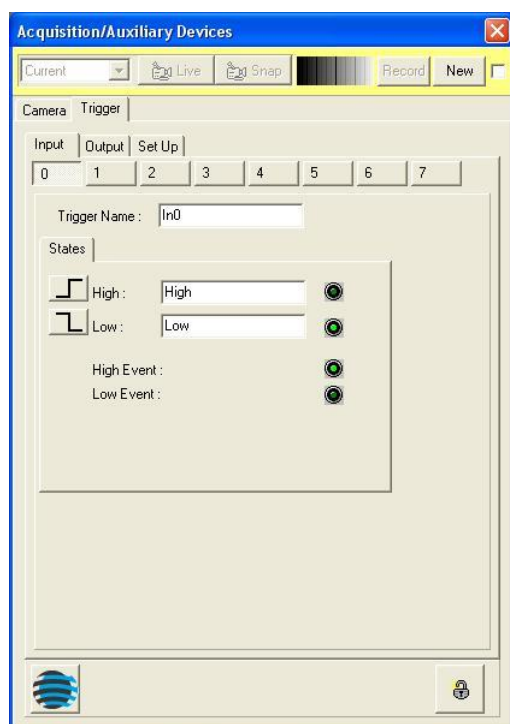 Acquisition/Auxiliary Devices
Current Live Snap Record New
Camera Trigger
Input Output Set Up
0 1 2 3 4 5 6 7
Trigger Name : In0
States
High : High
Low : Low
High Event :
Low Event :